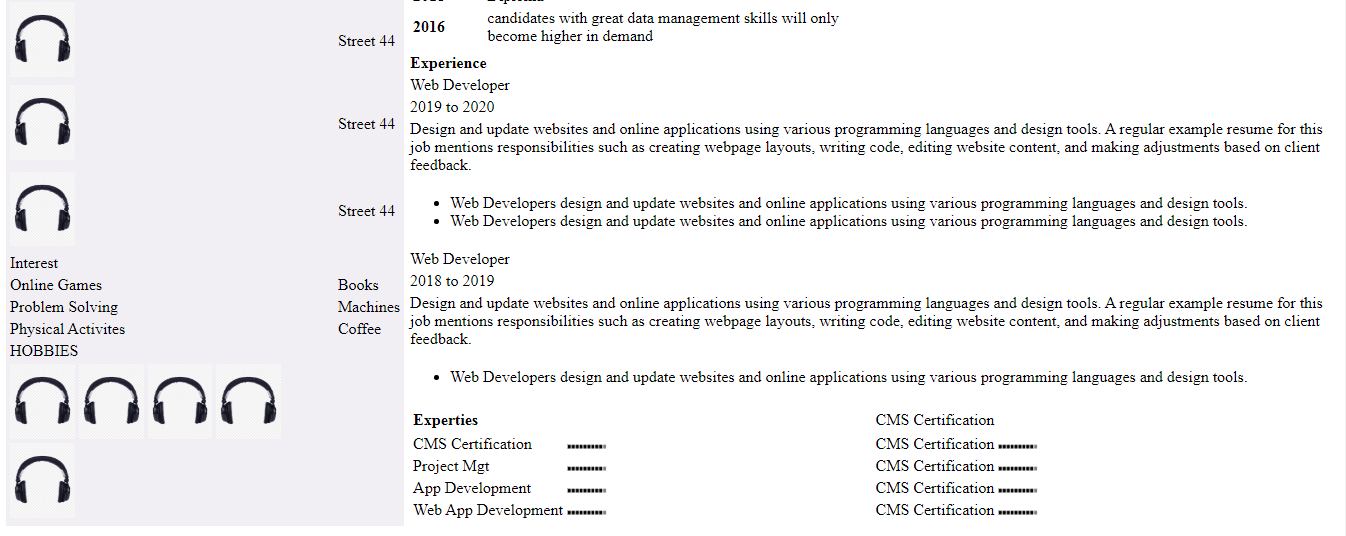 Street 44
Street 44
Street 44
Interest
Online Games Books
Problem Solving Machines
Physical Activites Coffee
HOBBIES
2016 candidates with great data management skills will only
become higher in demand
Experience
Web Developer
2019 to 2020
Design and update websites and online applications using various programming languages and design tools. A regular example resume for this
job mentions responsibilities such as creating webpage layouts, writing code, editing website content, and making adjustments based on client
feedback.
• Web Developers design and update websites and online applications using various programming languages and design tools.
• Web Developers design and update websites and online applications using various programming languages and design tools.
Web Developer
2018 to 2019
Design and update websites and online applications using various programming languages and design tools. A regular example resume for this
job mentions responsibilities such as creating webpage layouts, writing code, editing website content, and making adjustments based on client
feedback.
• Web Developers design and update websites and online applications using various programming languages and design tools.
Experties CMS Certification
CMS Certification CMS Certification
Project Mgt CMS Certification
App Development CMS Certification
Web App Development CMS Certification